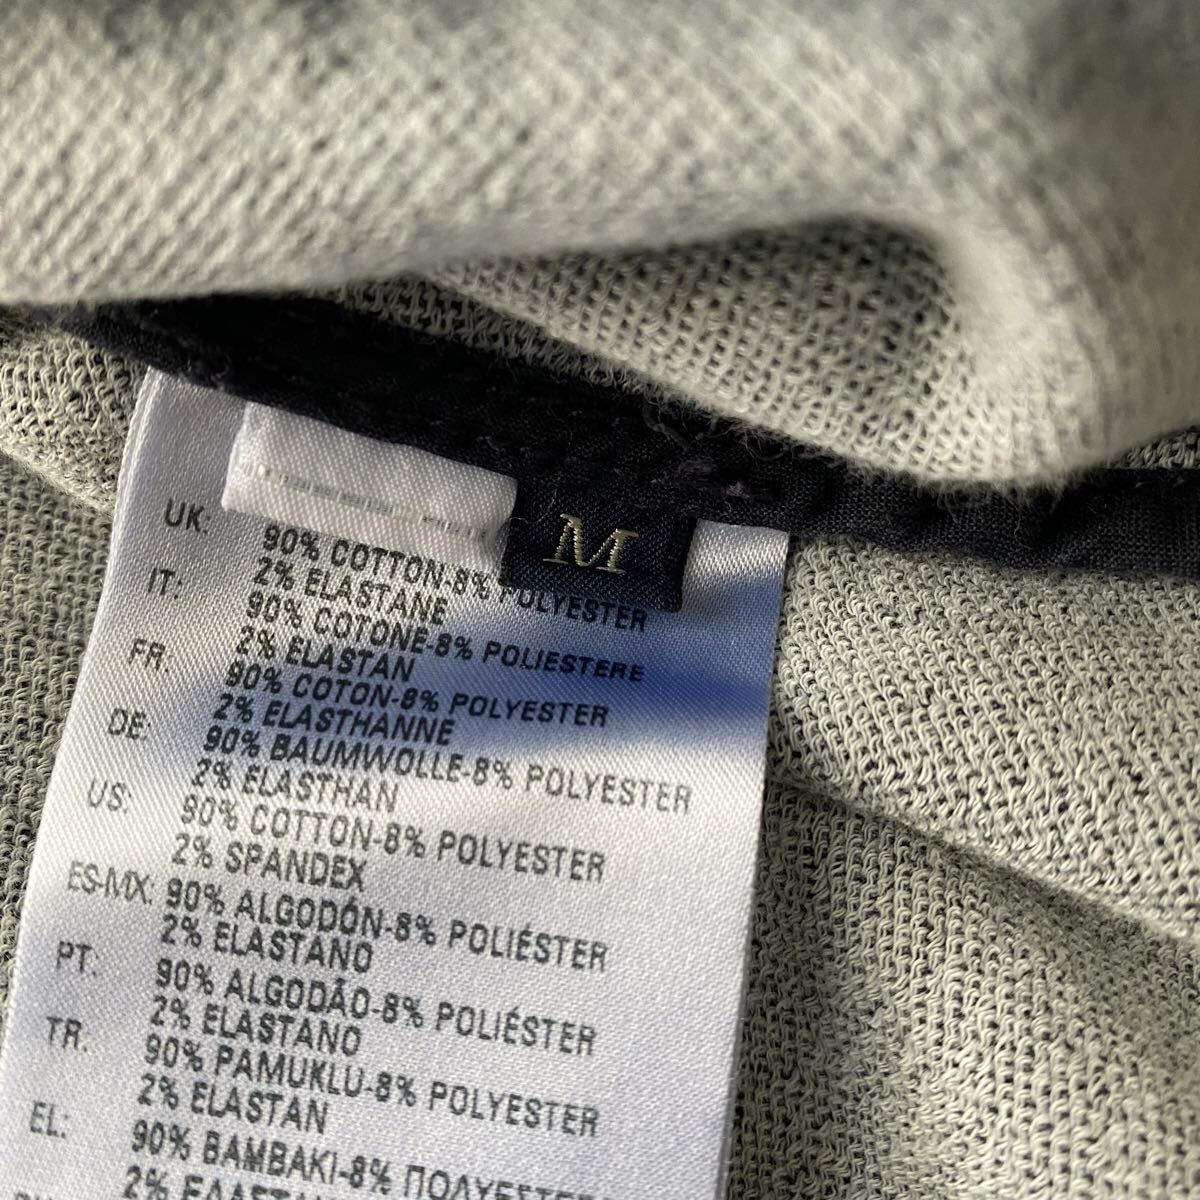 M
UK: 90% COTTON-8% POLYESTER
2% ELASTANE
IT: 90% COTONE-8% POLIESTERE
2% ELASTAN
FR: 90% COTON-8% POLYESTER
2% ELASTHANNE
DE: 90% BAUMWOLLE-8% POLYESTER
2% ELASTHAN
US: 90% COTTON-8% POLYESTER
2% SPANDEX
ES-MX: 90% ALGODÓN-8% POLIÉSTER
2% ELASTANO
PT: 90% ALGODÃO-8% POLIÉSTER
2% ELASTANO
TR: 90% PAMUKLU-8% POLYESTER
2% ELASTAN
EL: 90% ΒΑΜΒΑΚΙ-8% ΠΟΛΥΕΣΤΕΡ
2% ΕΛΑΣΤΑΝ